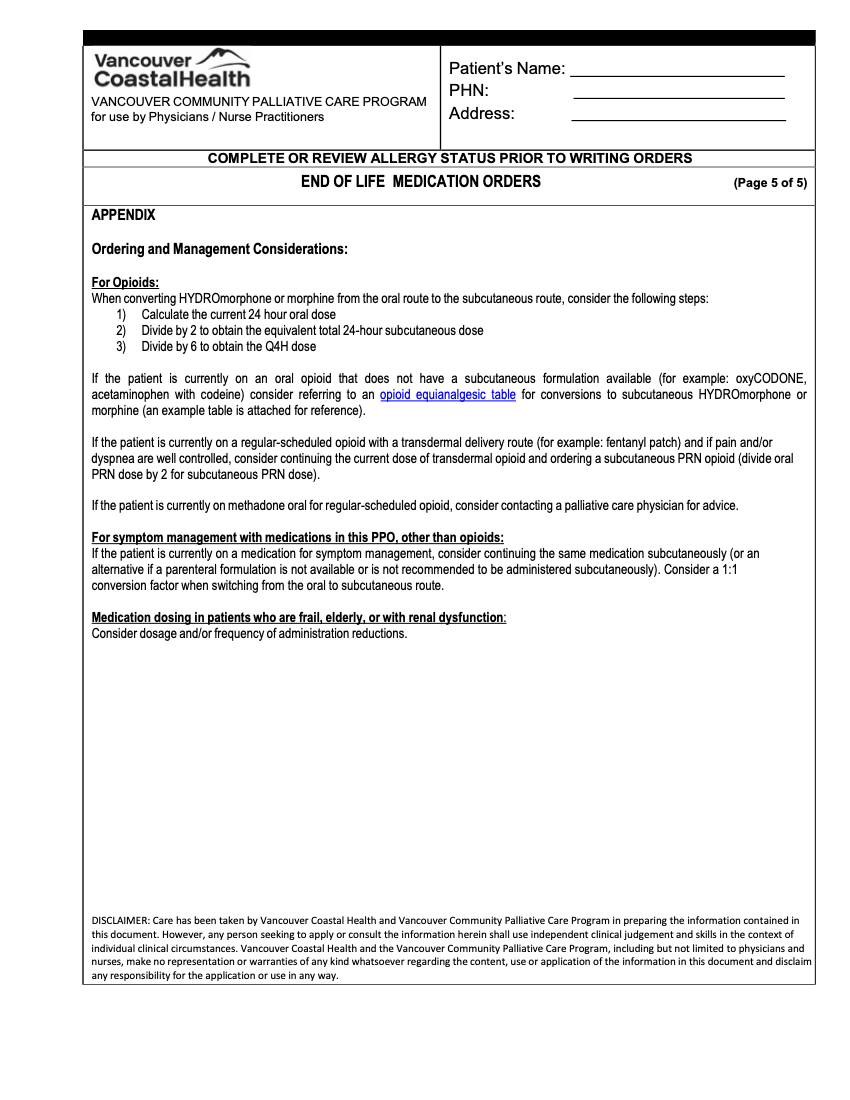 Vancouver
CoastalHealth
VANCOUVER COMMUNITY PALLIATIVE CARE PROGRAM
for use by Physicians / Nurse Practitioners
Patient’s Name: ________________________
PHN: ________________________
Address: ________________________
COMPLETE OR REVIEW ALLERGY STATUS PRIOR TO WRITING ORDERS
END OF LIFE MEDICATION ORDERS (Page 5 of 5)
APPENDIX
Ordering and Management Considerations:
For Opioids:
When converting HYDROmorphone or morphine from the oral route to the subcutaneous route, consider the following steps:
1) Calculate the current 24 hour oral dose
2) Divide by 2 to obtain the equivalent total 24-hour subcutaneous dose
3) Divide by 6 to obtain the Q4H dose
If the patient is currently on an oral opioid that does not have a subcutaneous formulation available (for example: oxyCODONE,
acetaminophen with codeine) consider referring to an opioid equianalgesic table for conversions to subcutaneous HYDROmorphone or
morphine (an example table is attached for reference).
If the patient is currently on a regular-scheduled opioid with a transdermal delivery route (for example: fentanyl patch) and if pain and/or
dyspnea are well controlled, consider continuing the current dose of transdermal opioid and ordering a subcutaneous PRN opioid (divide oral
PRN dose by 2 for subcutaneous PRN dose).
If the patient is currently on methadone oral for regular-scheduled opioid, consider contacting a palliative care physician for advice.
For symptom management with medications in this PPO, other than opioids:
If the patient is currently on a medication for symptom management, consider continuing the same medication subcutaneously (or an
alternative if a parenteral formulation is not available or is not recommended to be administered subcutaneously). Consider a 1:1
conversion factor when switching from the oral to subcutaneous route.
Medication dosing in patients who are frail, elderly, or with renal dysfunction:
Consider dosage and/or frequency of administration reductions.
DISCLAIMER: Care has been taken by Vancouver Coastal Health and Vancouver Community Palliative Care Program in preparing the information contained in
this document. However, any person seeking to apply or consult the information herein shall use independent clinical judgement and skills in the context of
individual clinical circumstances. Vancouver Coastal Health and the Vancouver Community Palliative Care Program, including but not limited to physicians and
nurses, make no representation or warranties of any kind whatsoever regarding the content, use or application of the information in this document and disclaim
any responsibility for the application or use in any way.